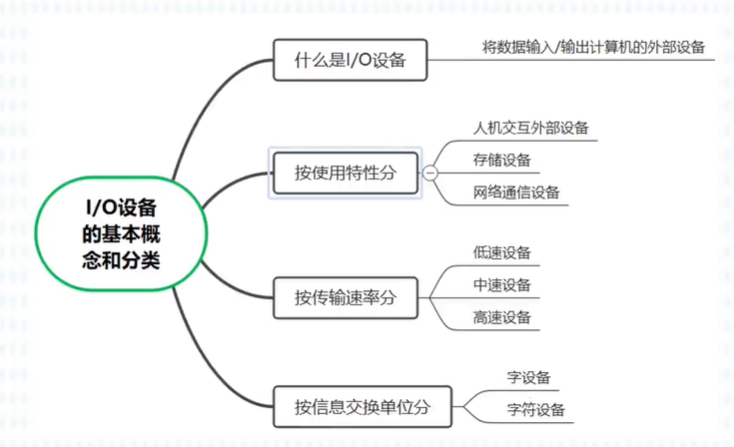 什么是I/O设备
将数据输入/输出计算机的外部设备
人机交互外部设备
按使用特性分
存储设备
网络通信设备
I/O设备
的基本概
念和分类
低速设备
按传输速率分
中速设备
高速设备
字设备
按信息交换单位分
字符设备